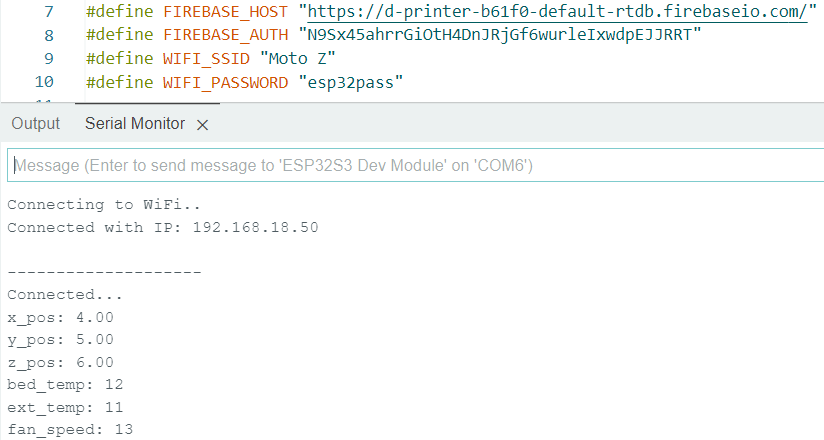 7 #define FIREBASE_HOST "https://d-printer-b61f0-default-rtdb.firebaseio.com/"
8 #define FIREBASE_AUTH "N9Sx45ahrrGiOtH4DnJRjGf6wurleIxwdpEJJRRT"
9 #define WIFI_SSID "Moto Z"
10 #define WIFI_PASSWORD "esp32pass"
Output Serial Monitor
Message (Enter to send message to 'ESP32S3 Dev Module' on 'COM6')
Connecting to WiFi..
Connected with IP: 192.168.18.50
--------------------
Connected...
x_pos: 4.00
y_pos: 5.00
z_pos: 6.00
bed_temp: 12
ext_temp: 11
fan_speed: 13